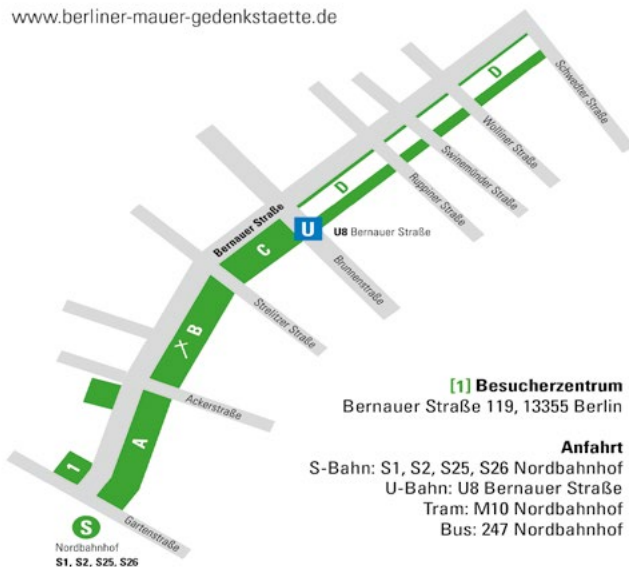 www.berliner-mauer-gedenkstaette.de
Schwedter Straße
D
Wolliner Straße
Swinemünder Straße
Ruppiner Straße
D
Bernauer Straße
U
U8 Bernauer Straße
C
Brunnenstraße
Strelitzer Straße
B
Ackerstraße
A
1
Gartenstraße
S
Nordbahnhof
S1, S2, S25, S26
[1] Besucherzentrum
Bernauer Straße 119, 13355 Berlin
Anfahrt
S-Bahn: S1, S2, S25, S26 Nordbahnhof
U-Bahn: U8 Bernauer Straße
Tram: M10 Nordbahnhof
Bus: 247 Nordbahnhof